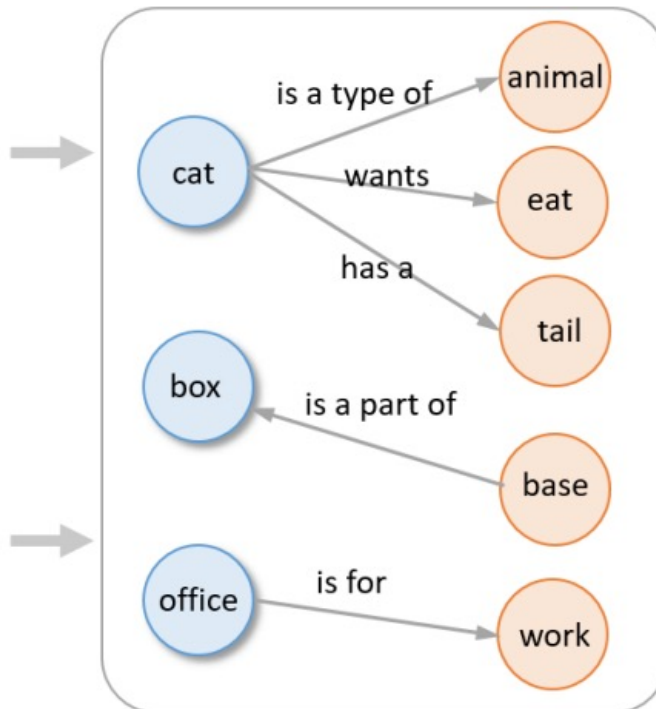 animal
is a type of
cat
wants
eat
has a
tail
box
is a part of
base
office
is for
work